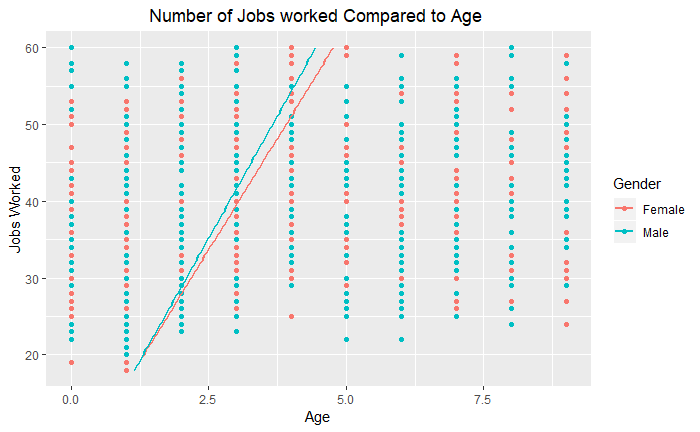 Number of Jobs worked Compared to Age
60
50
40
30
20
Jobs Worked
0.0 2.5 5.0 7.5
Age
Gender
Female
Male